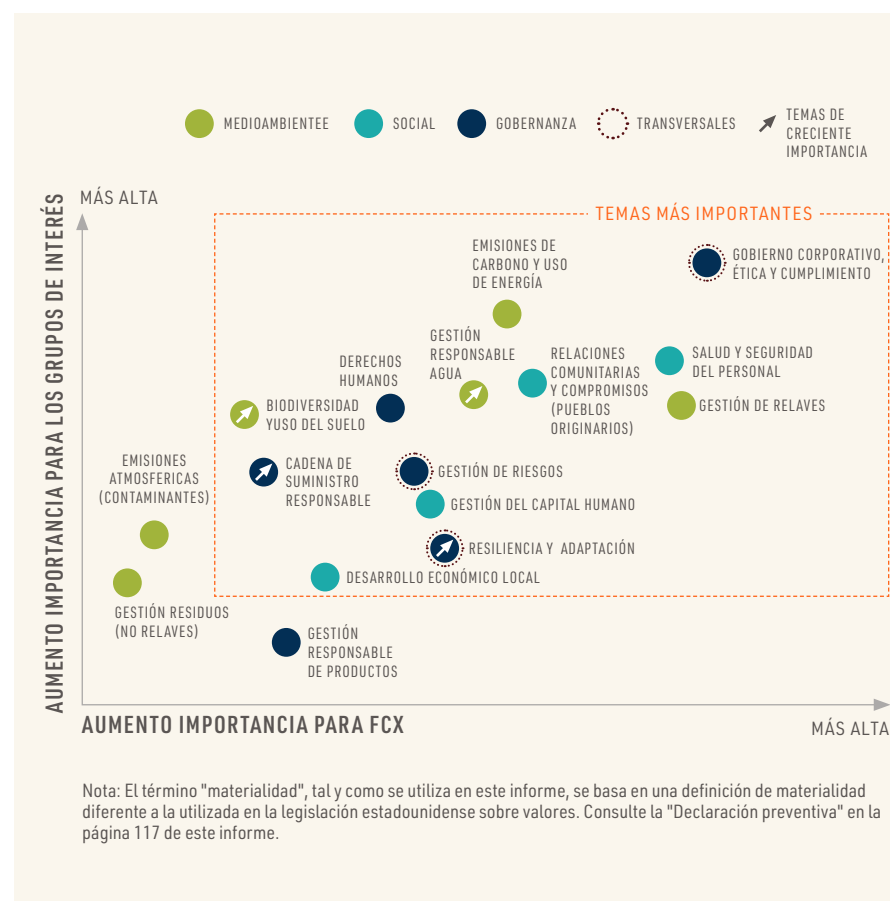 MEDIOAMBIENTEE
SOCIAL
GOBERNANZA
TRANSVERSALES
TEMAS DE
CRECIENTE
IMPORTANCIA
AUMENTO IMPORTANCIA PARA LOS GRUPOS DE INTERÉS
MÁS ALTA
TEMAS MÁS IMPORTANTES
EMISIONES DE
CARBONO Y USO
DE ENERGÍA
GOBIERNO CORPORATIVO,
ÉTICA Y CUMPLIMIENTO
GESTIÓN
RESPONSABLE
AGUA
DERECHOS
HUMANOS
RELACIONES
COMUNITARIAS
Y COMPROMISOS
(PUEBLOS
ORIGINARIOS)
SALUD Y SEGURIDAD
DEL PERSONAL
GESTIÓN DE RELAVES
BIODIVERSIDAD
YUSO DEL SUELO
EMISIONES
ATMOSFERICAS
(CONTAMINANTES)
CADENA DE
SUMINISTRO
RESPONSABLE
GESTIÓN DE RIESGOS
GESTIÓN DEL CAPITAL HUMANO
RESILIENCIA Y ADAPTACIÓN
DESARROLLO ECONÓMICO LOCAL
GESTIÓN RESIDUOS
(NO RELAVES)
GESTIÓN
RESPONSABLE
DE PRODUCTOS
AUMENTO IMPORTANCIA PARA FCX
MÁS ALTA
Nota: El término "materialidad", tal y como se utiliza en este informe, se basa en una definición de materialidad
diferente a la utilizada en la legislación estadounidense sobre valores. Consulte la "Declaración preventiva" en la
página 117 de este informe.